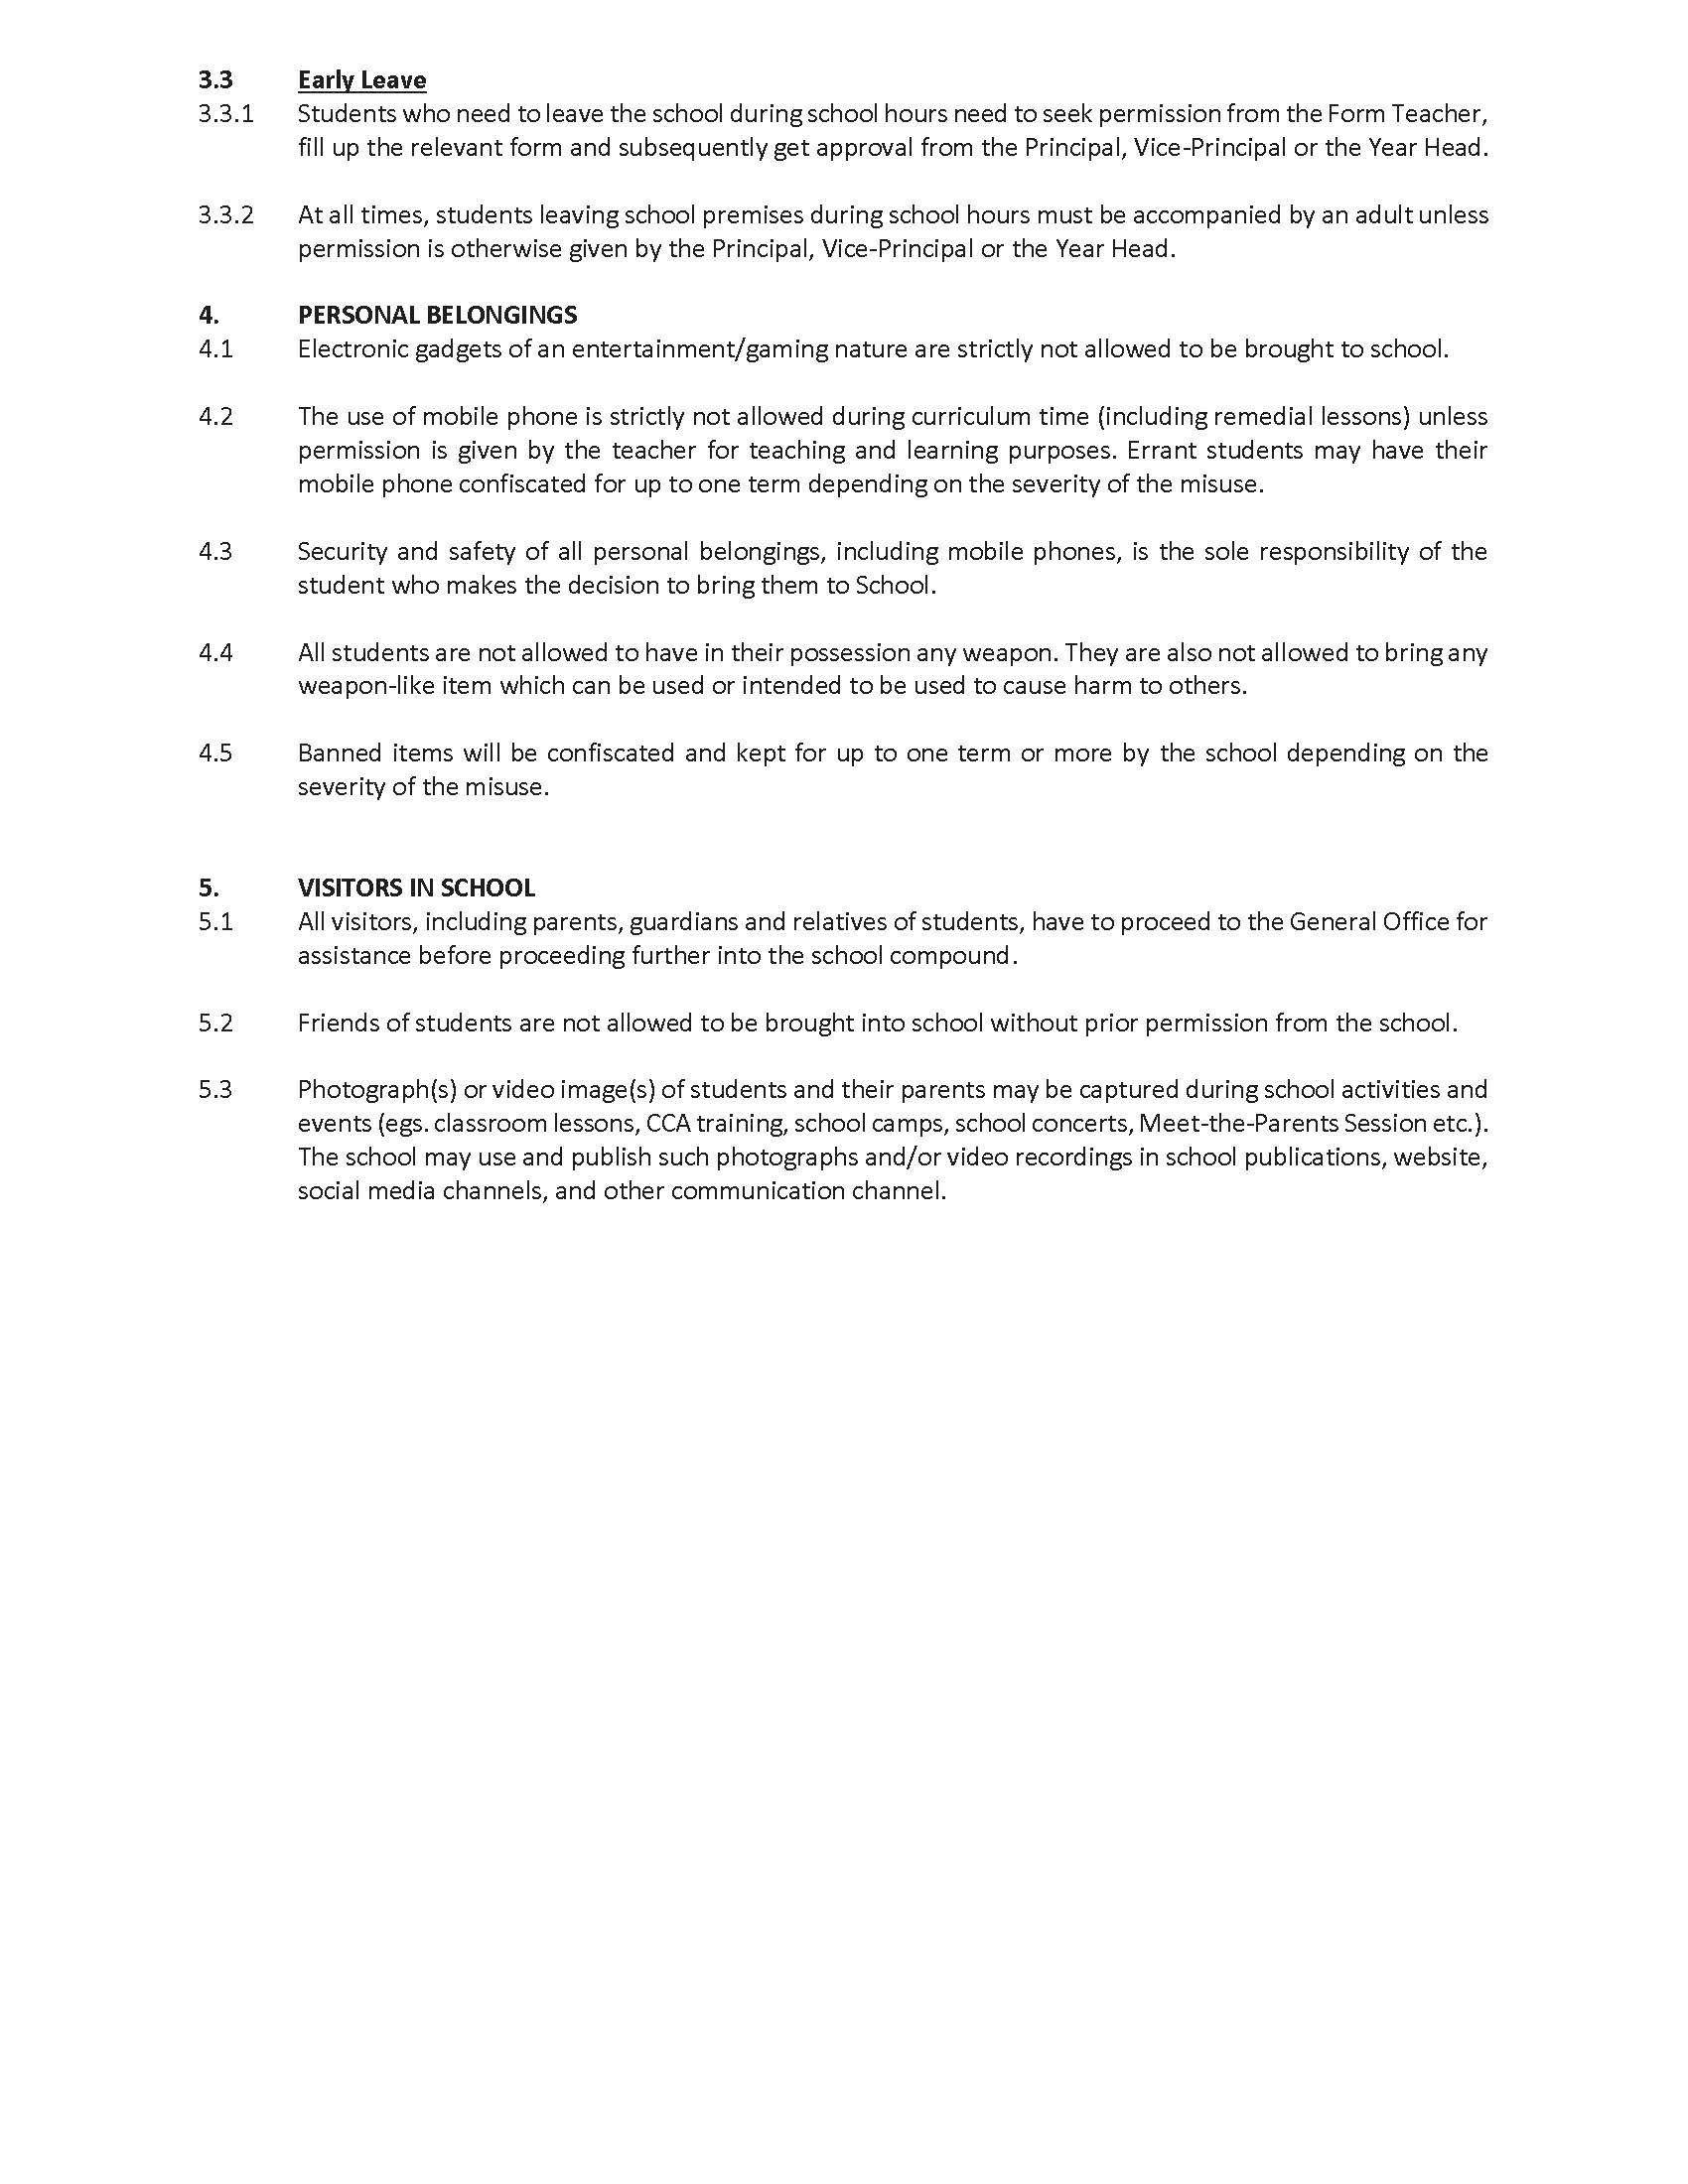 3.3 Early Leave
3.3.1 Students who need to leave the school during school hours need to seek permission from the Form Teacher,
fill up the relevant form and subsequently get approval from the Principal, Vice-Principal or the Year Head.
3.3.2 At all times, students leaving school premises during school hours must be accompanied by an adult unless
permission is otherwise given by the Principal, Vice-Principal or the Year Head.
4. PERSONAL BELONGINGS
4.1 Electronic gadgets of an entertainment/gaming nature are strictly not allowed to be brought to school.
4.2 The use of mobile phone is strictly not allowed during curriculum time (including remedial lessons) unless
permission is given by the teacher for teaching and learning purposes. Errant students may have their
mobile phone confiscated for up to one term depending on the severity of the misuse.
4.3 Security and safety of all personal belongings, including mobile phones, is the sole responsibility of the
student who makes the decision to bring them to School.
4.4 All students are not allowed to have in their possession any weapon. They are also not allowed to bring any
weapon-like item which can be used or intended to be used to cause harm to others.
4.5 Banned items will be confiscated and kept for up to one term or more by the school depending on the
severity of the misuse.
5. VISITORS IN SCHOOL
5.1 All visitors, including parents, guardians and relatives of students, have to proceed to the General Office for
assistance before proceeding further into the school compound.
5.2 Friends of students are not allowed to be brought into school without prior permission from the school.
5.3 Photograph(s) or video image(s) of students and their parents may be captured during school activities and
events (egs. classroom lessons, CCA training, school camps, school concerts, Meet-the-Parents Session etc.).
The school may use and publish such photographs and/or video recordings in school publications, website,
social media channels, and other communication channel.